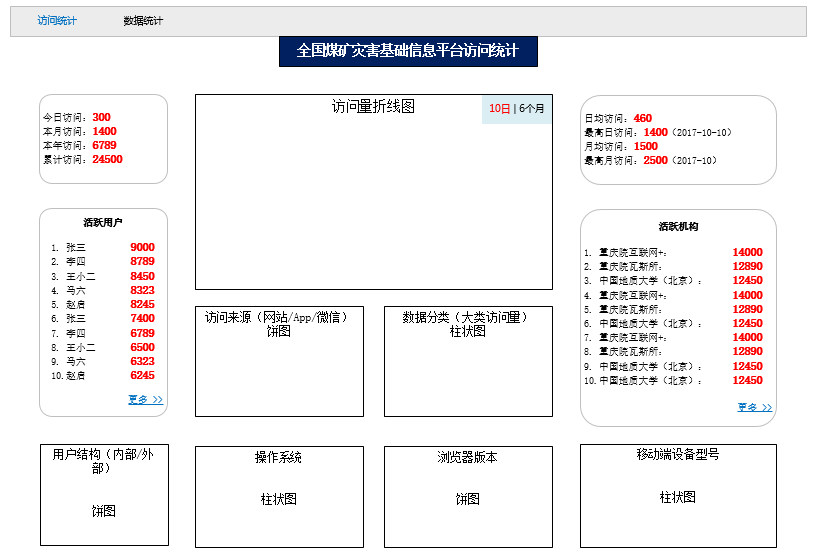 访问统计 数据统计
全国煤矿灾害基础信息平台访问统计
今日访问：300
本月访问：1400
本年访问：6789
累计访问：24500
访问量折线图
10日 | 6个月
日均访问：460
最高日访问：1400（2017-10-10）
月均访问：1500
最高月访问：2500（2017-10）
活跃用户
1. 张三 9000
2. 李四 8789
3. 王小二 8450
4. 马六 8323
5. 赵启 8245
6. 张三 7400
7. 李四 6789
8. 王小二 6500
9. 马六 6323
10.赵启 6245
更多 >>
活跃机构
1. 重庆院互联网+： 14000
2. 重庆院瓦斯所： 12890
3. 中国地质大学（北京）： 12450
4. 重庆院互联网+： 14000
5. 重庆院瓦斯所： 12890
6. 中国地质大学（北京）： 12450
7. 重庆院互联网+： 14000
8. 重庆院瓦斯所： 12890
9. 中国地质大学（北京）： 12450
10.中国地质大学（北京）： 12450
更多 >>
访问来源（网站/App/微信）
饼图
数据分类（大类访问量）
柱状图
用户结构（内部/外
部）
饼图
操作系统
柱状图
浏览器版本
饼图
移动端设备型号
柱状图